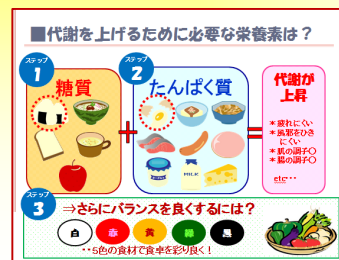 ■代謝を上げるために必要な栄養素は？
ステップ
1
糖質
ステップ
2
たんぱく質
MILK
代謝が
上昇
＊疲れにくい
＊風邪をひき
にくい
＊肌の調子〇
＊腸の調子〇
etc…
ステップ
3
⇒さらにバランスを良くするには？
白 赤 黄 緑 黒
・・5色の食材で食卓を彩り良く！